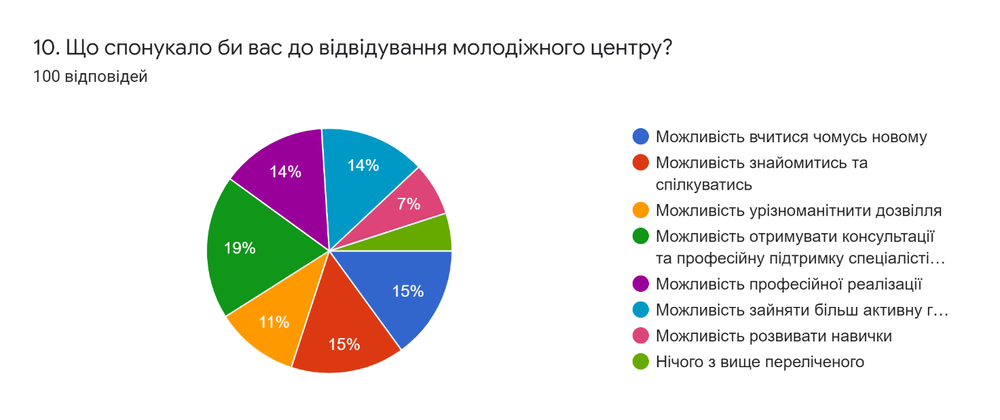 10. Що спонукало би вас до відвідування молодіжного центру?
100 відповідей
14%
14%
7%
19%
15%
11%
15%
Можливість вчитися чомусь новому
Можливість знайомитись та
спілкуватись
Можливість урізноманітнити дозвілля
Можливість отримувати консультації
та професійну підтримку спеціалісті…
Можливість професійної реалізації
Можливість зайняти більш активну г…
Можливість розвивати навички
Нічого з вище переліченого